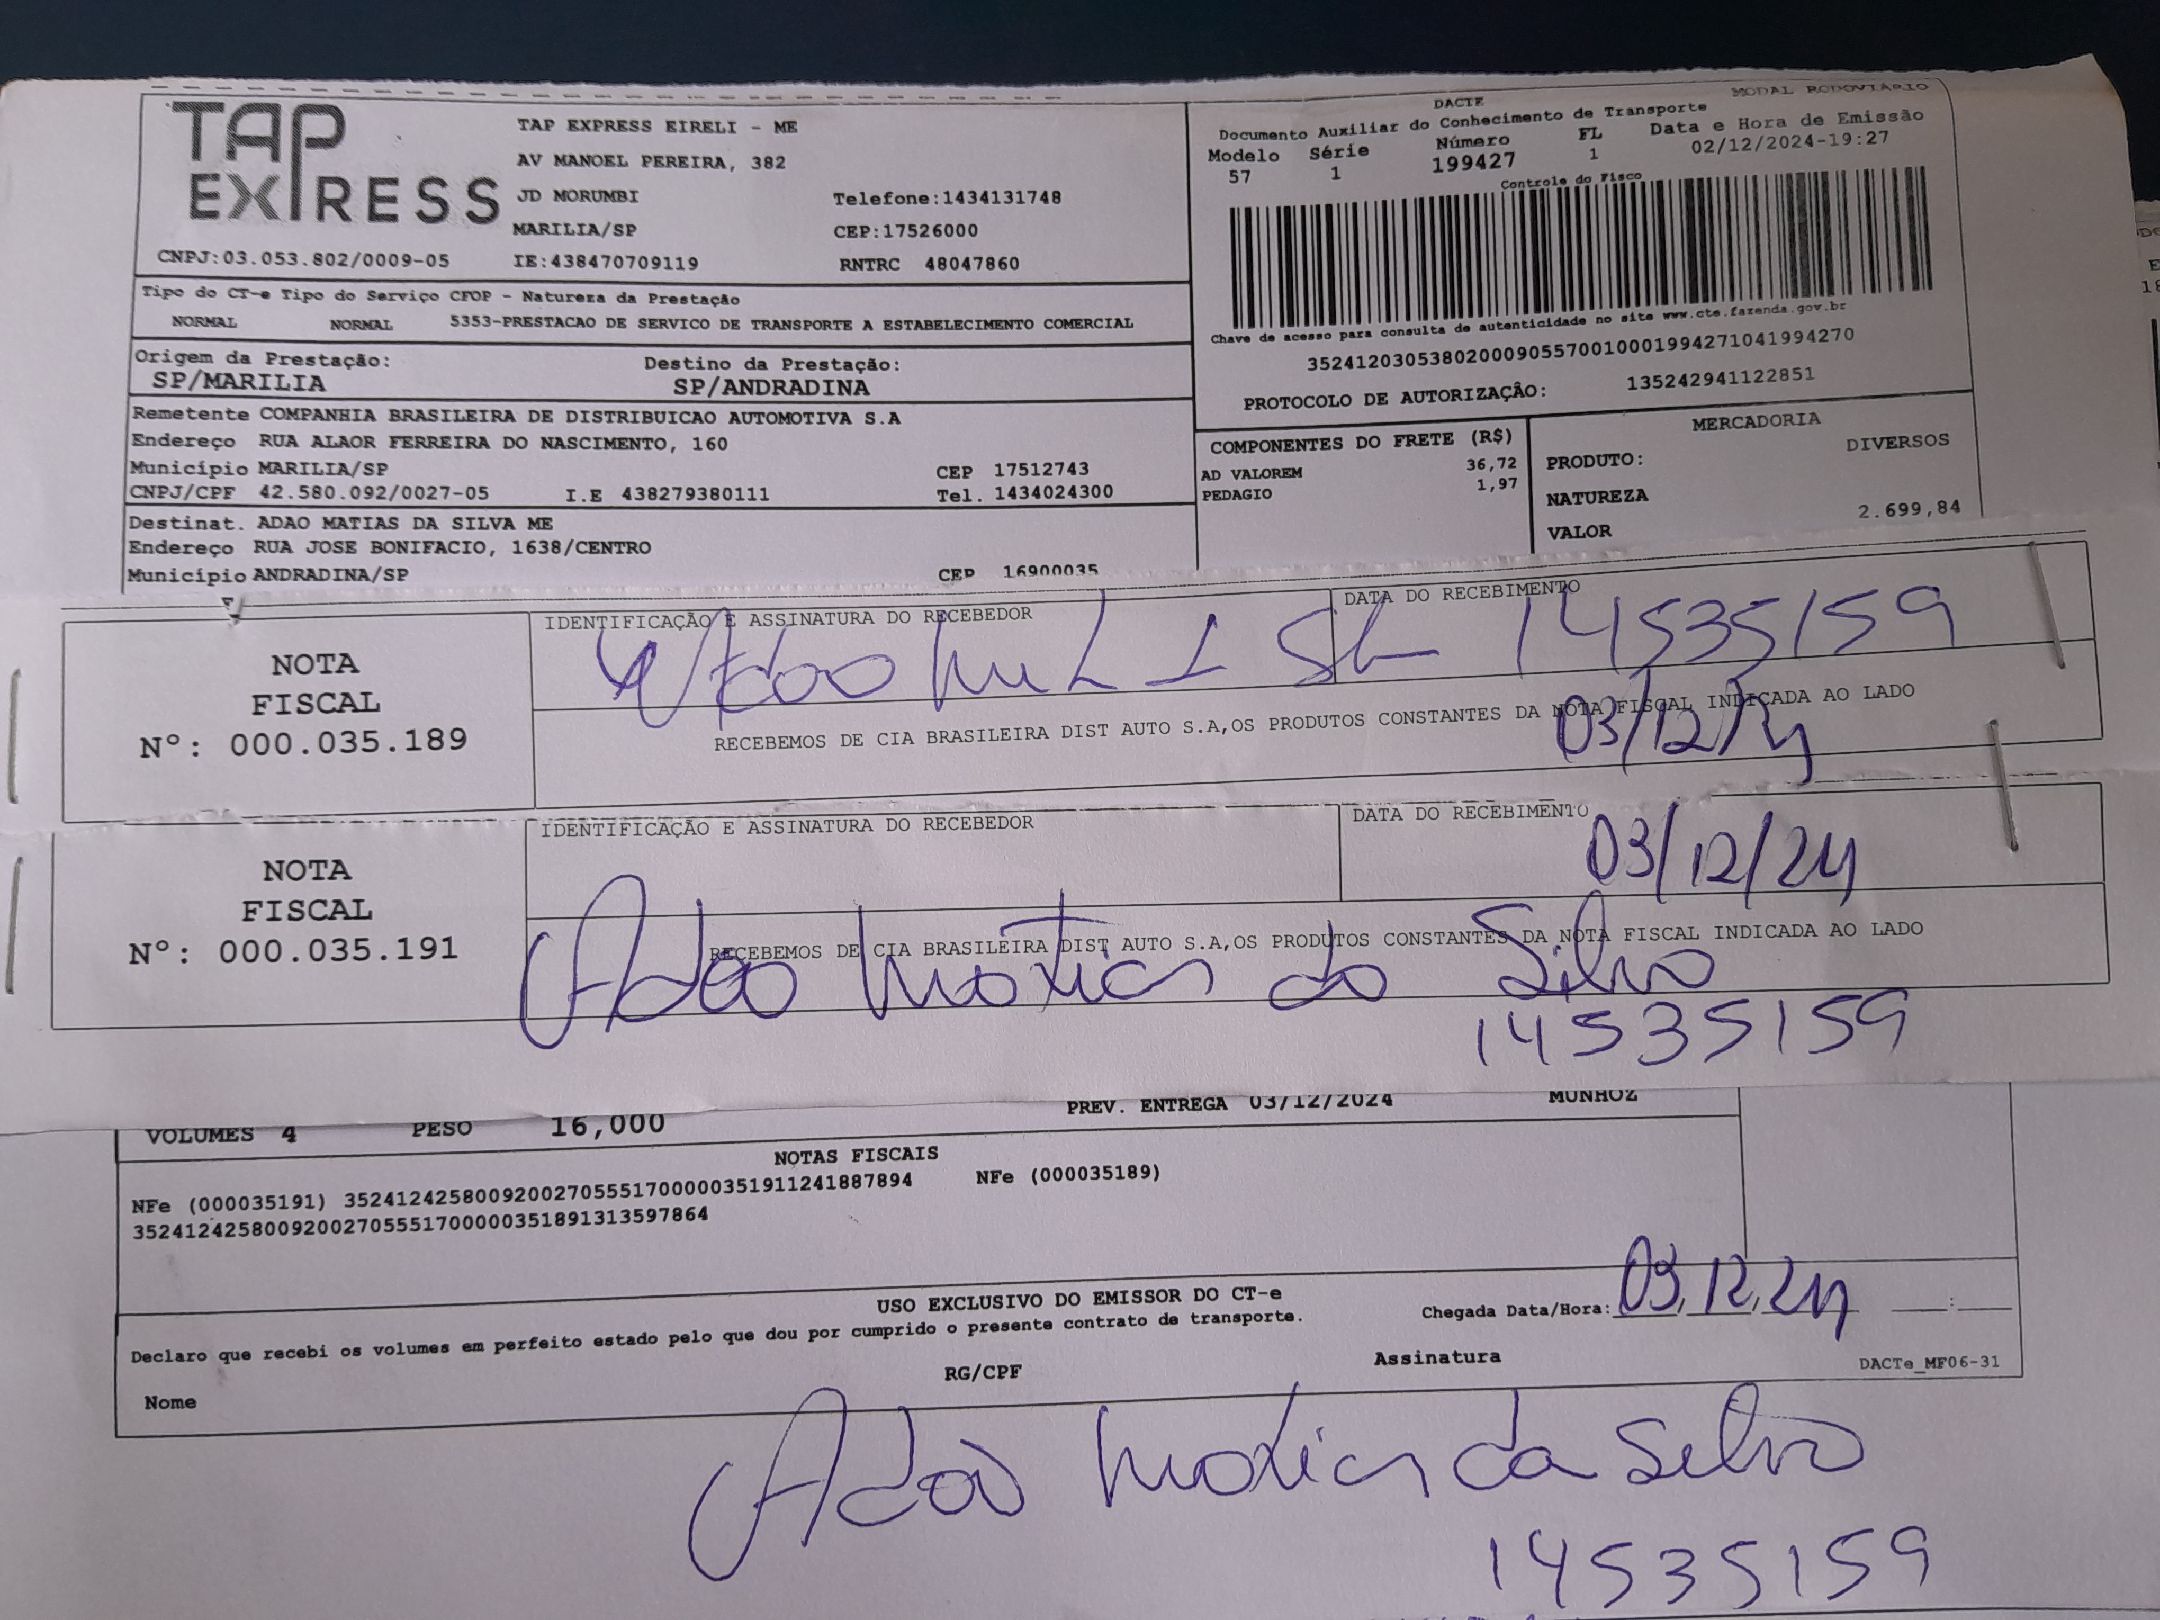 TAP
EXPRESS
TAP EXPRESS EIRELI - ME
AV MANOEL PEREIRA, 382
JD MORUMBI Telefone:1434131748
MARILIA/SP CEP:17526000
CNPJ:03.053.802/0009-05 IE:438470709119 RNTRC 48047860
MODAL RODOVIARIO
DACTE
Documento Auxiliar do Conhecimento de Transporte
Modelo Série Número FL Data e Hora de Emissão
57 1 199427 1 02/12/2024-19:27
Controle do Fisco
Chave de acesso para consulta de autenticidade no site www.cte.fazenda.gov.br
35241203053802000905570010001994271041994270
PROTOCOLO DE AUTORIZAÇÃO: 135242941122851
Tipo do CT-e Tipo do Serviço CFOP - Natureza da Prestação
NORMAL NORMAL 5353-PRESTACAO DE SERVICO DE TRANSPORTE A ESTABELECIMENTO COMERCIAL
Origem da Prestação: Destino da Prestação:
SP/MARILIA SP/ANDRADINA
Remetente COMPANHIA BRASILEIRA DE DISTRIBUICAO AUTOMOTIVA S.A
Endereço RUA ALAOR FERREIRA DO NASCIMENTO, 160
Município MARILIA/SP CEP 17512743
CNPJ/CPF 42.580.092/0027-05 I.E 438279380111 Tel. 1434024300
COMPONENTES DO FRETE (R$)
AD VALOREM 36,72
PEDAGIO 1,97
MERCADORIA
PRODUTO: DIVERSOS
NATUREZA
VALOR 2.699,84
Destinat. ADAO MATIAS DA SILVA ME
Endereço RUA JOSE BONIFACIO, 1638/CENTRO
Município ANDRADINA/SP CEP 16900035
NOTA
FISCAL
Nº: 000.035.189
IDENTIFICAÇÃO E ASSINATURA DO RECEBEDOR DATA DO RECEBIMENTO
Adao 14535159
RECEBEMOS DE CIA BRASILEIRA DIST AUTO S.A,OS PRODUTOS CONSTANTES DA NOTA FISCAL INDICADA AO LADO
03/12/24
NOTA
FISCAL
Nº: 000.035.191
IDENTIFICAÇÃO E ASSINATURA DO RECEBEDOR DATA DO RECEBIMENTO
03/12/24
RECEBEMOS DE CIA BRASILEIRA DIST AUTO S.A,OS PRODUTOS CONSTANTES DA NOTA FISCAL INDICADA AO LADO
Adao Matias da Silva
14535159
VOLUMES 4 PESO 16,000 PREV. ENTREGA 03/12/2024 MUNHOZ
NOTAS FISCAIS
NFe (000035191) 35241242580092002705551700000351911241887894 NFe (000035189)
35241242580092002705551700000351891313597864
USO EXCLUSIVO DO EMISSOR DO CT-e
Declaro que recebi os volumes em perfeito estado pelo que dou por cumprido o presente contrato de transporte.
Chegada Data/Hora: 03/12/24 __:__
Nome RG/CPF Assinatura DACTe_MF06-31
Adao Matias da Silva
14535159